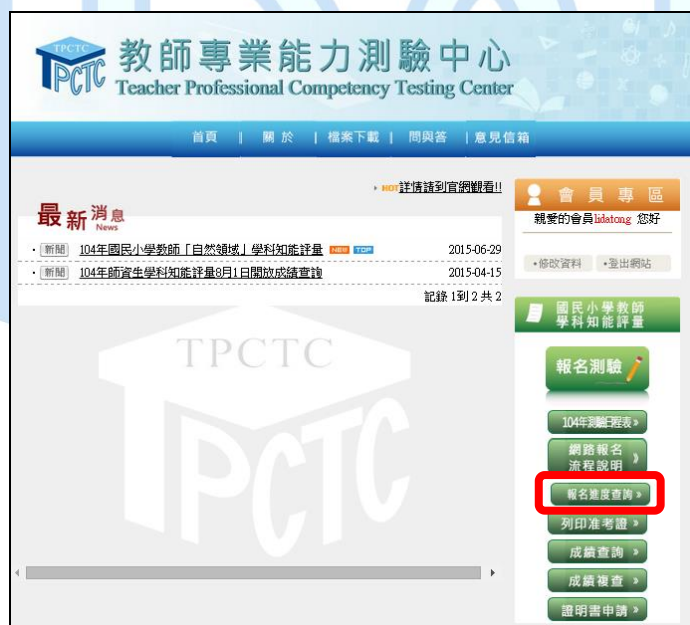 TPCTC
TPCTC
教師專業能力測驗中心
Teacher Professional Competency Testing Center
首頁 | 關於 | 檔案下載 | 問與答 | 意見信箱
HOT詳情請到官網觀看!!
最新消息
News
・新聞 104年國民小學教師「自然領域」學科知能評量 NEW TOP 2015-06-29
・新聞 104年師資生學科知能評量8月1日開放成績查詢 2015-04-15
記錄 1到 2 共 2
會員專區
親愛的會員lidatong 您好
・修改資料 ・登出網站
國民小學教師
學科知能評量
報名測驗
104年測驗日程表»
網路報名
流程說明 »
報名進度查詢 »
列印准考證 »
成績查詢 »
成績複查 »
證明書申請 »
TPCTC
TPCTC